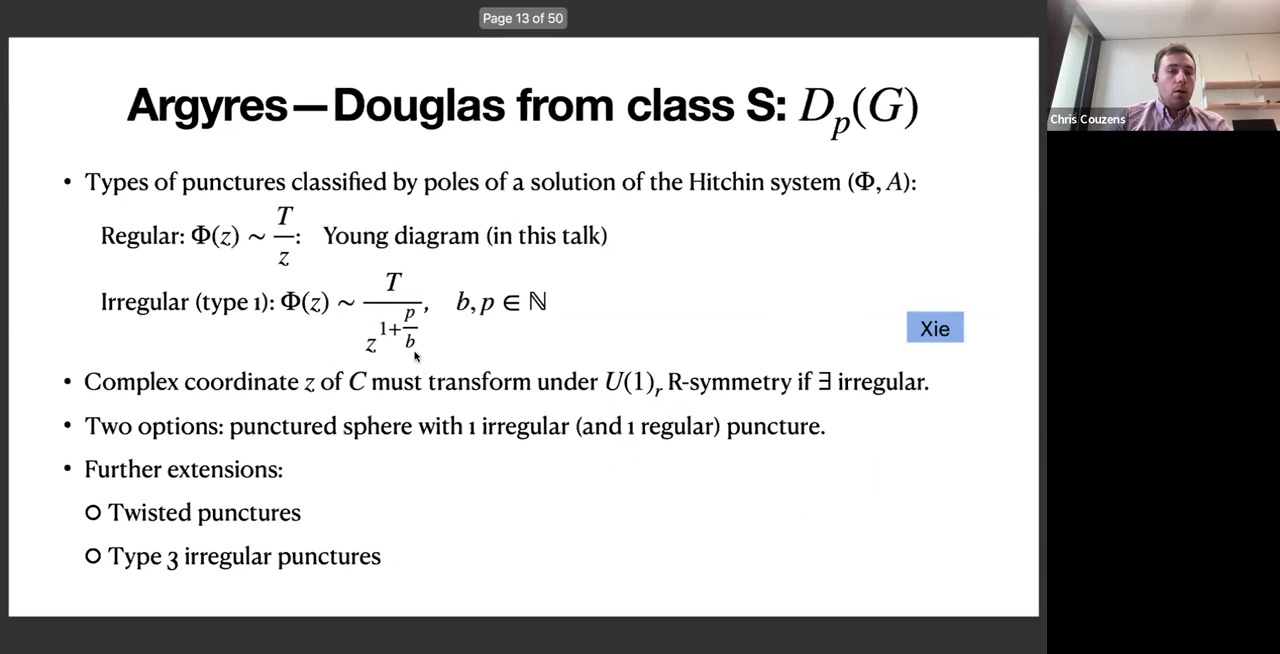 Page 13 of 50
Argyres—Douglas from class S: D_p(G)
• Types of punctures classified by poles of a solution of the Hitchin system (Φ, A):
Regular: Φ(z) ~ T/z: Young diagram (in this talk)
Irregular (type 1): Φ(z) ~ T/z^{1+p/b}, b, p ∈ ℕ
Xie
• Complex coordinate z of C must transform under U(1)_r R-symmetry if ∃ irregular.
• Two options: punctured sphere with 1 irregular (and 1 regular) puncture.
• Further extensions:
Twisted punctures
Type 3 irregular punctures
Chris Couzens